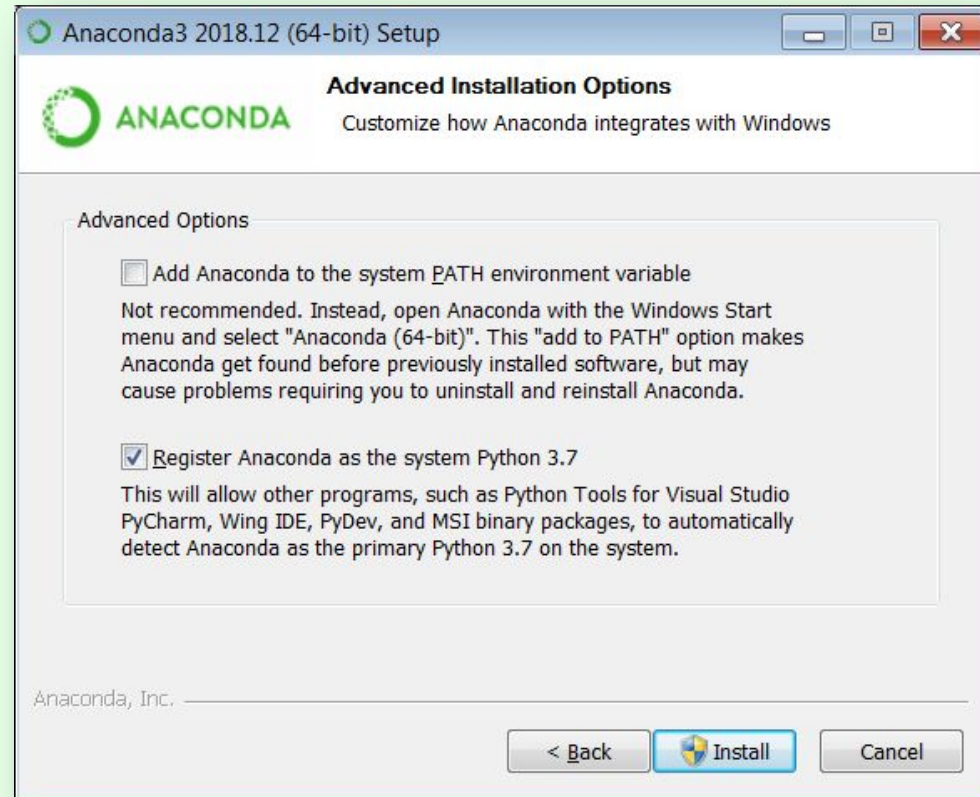 Anaconda3 2018.12 (64-bit) Setup
ANACONDA
Advanced Installation Options
Customize how Anaconda integrates with Windows
Advanced Options
Add Anaconda to the system PATH environment variable
Not recommended. Instead, open Anaconda with the Windows Start
menu and select "Anaconda (64-bit)". This "add to PATH" option makes
Anaconda get found before previously installed software, but may
cause problems requiring you to uninstall and reinstall Anaconda.
Register Anaconda as the system Python 3.7
This will allow other programs, such as Python Tools for Visual Studio
PyCharm, Wing IDE, PyDev, and MSI binary packages, to automatically
detect Anaconda as the primary Python 3.7 on the system.
Anaconda, Inc.
< Back Install Cancel